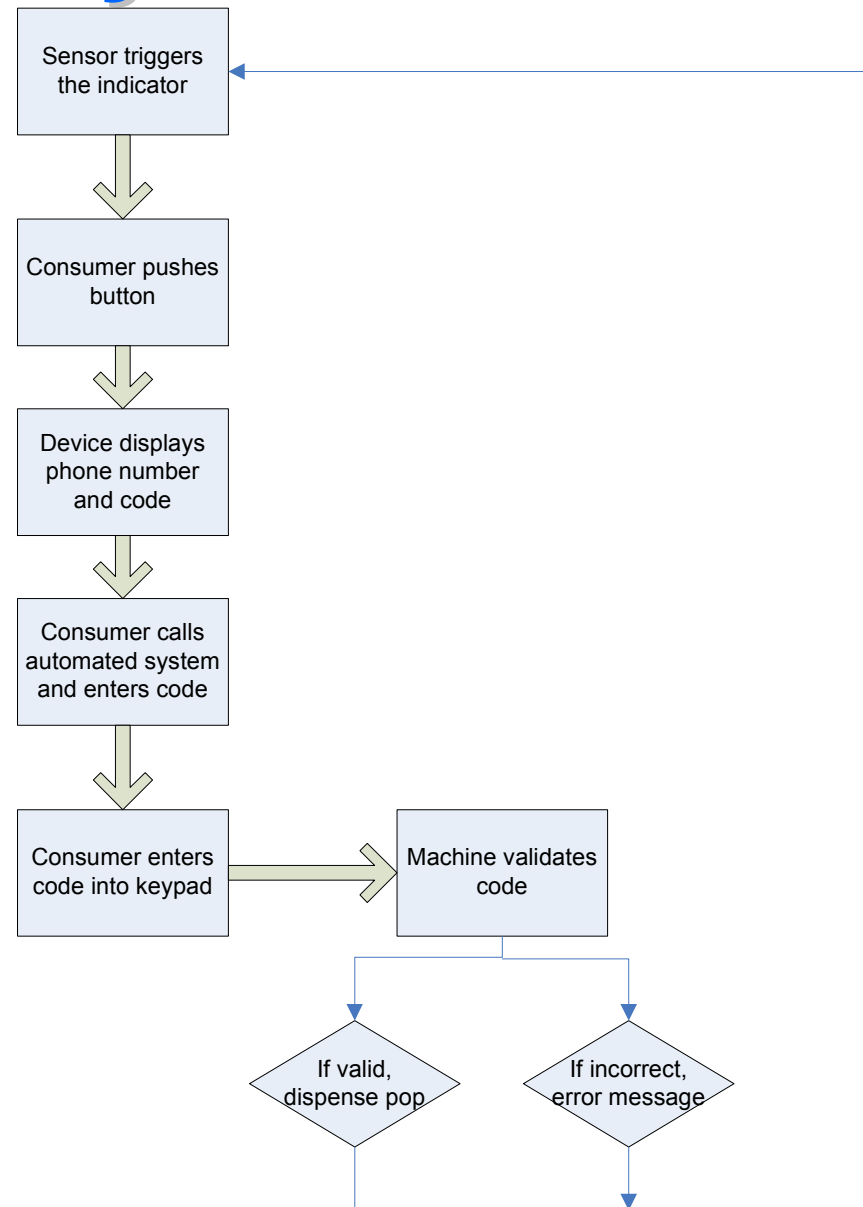 Sensor triggers
the indicator
Consumer pushes
button
Device displays
phone number
and code
Consumer calls
automated system
and enters code
Consumer enters
code into keypad
Machine validates
code
If valid,
dispense pop
If incorrect,
error message